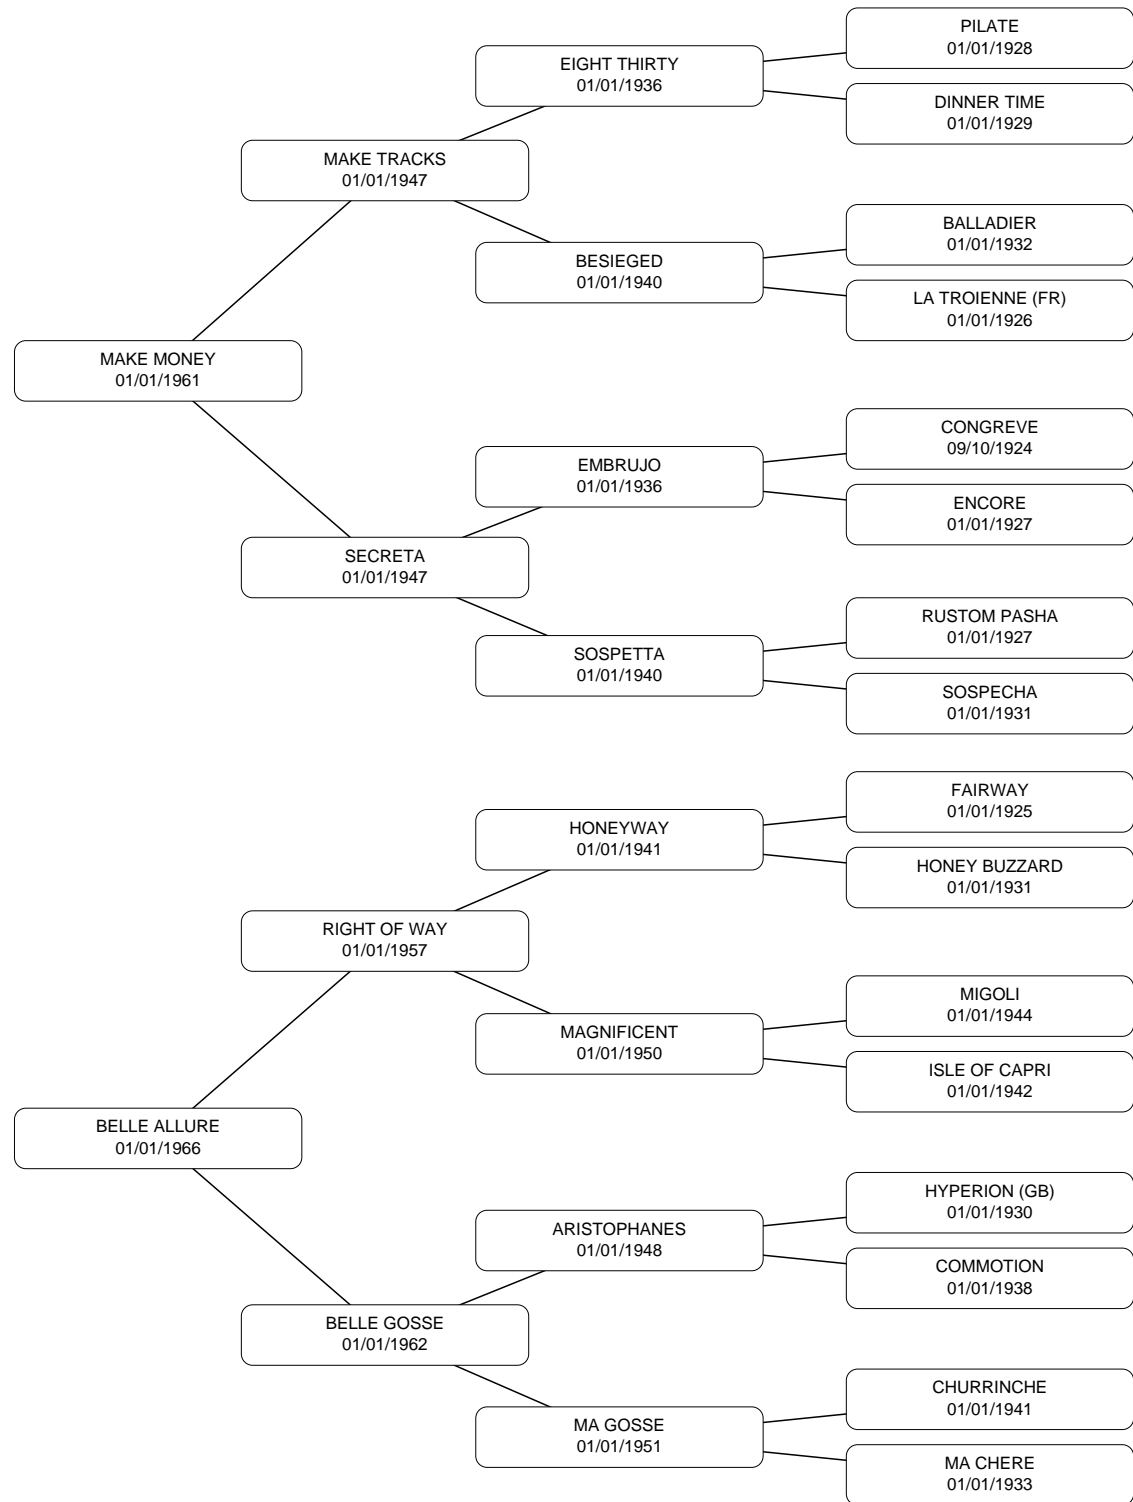 PILATE
01/01/1928
EIGHT THIRTY
01/01/1936
DINNER TIME
01/01/1929
MAKE TRACKS
01/01/1947
BALLADIER
01/01/1932
BESIEGED
01/01/1940
LA TROIENNE (FR)
01/01/1926
MAKE MONEY
01/01/1961
CONGREVE
09/10/1924
EMBRUJO
01/01/1936
ENCORE
01/01/1927
SECRETA
01/01/1947
RUSTOM PASHA
01/01/1927
SOSPETTA
01/01/1940
SOSPECHA
01/01/1931
FAIRWAY
01/01/1925
HONEYWAY
01/01/1941
HONEY BUZZARD
01/01/1931
RIGHT OF WAY
01/01/1957
MIGOLI
01/01/1944
MAGNIFICENT
01/01/1950
ISLE OF CAPRI
01/01/1942
BELLE ALLURE
01/01/1966
HYPERION (GB)
01/01/1930
ARISTOPHANES
01/01/1948
COMMOTION
01/01/1938
BELLE GOSSE
01/01/1962
CHURRINCHE
01/01/1941
MA GOSSE
01/01/1951
MA CHERE
01/01/1933